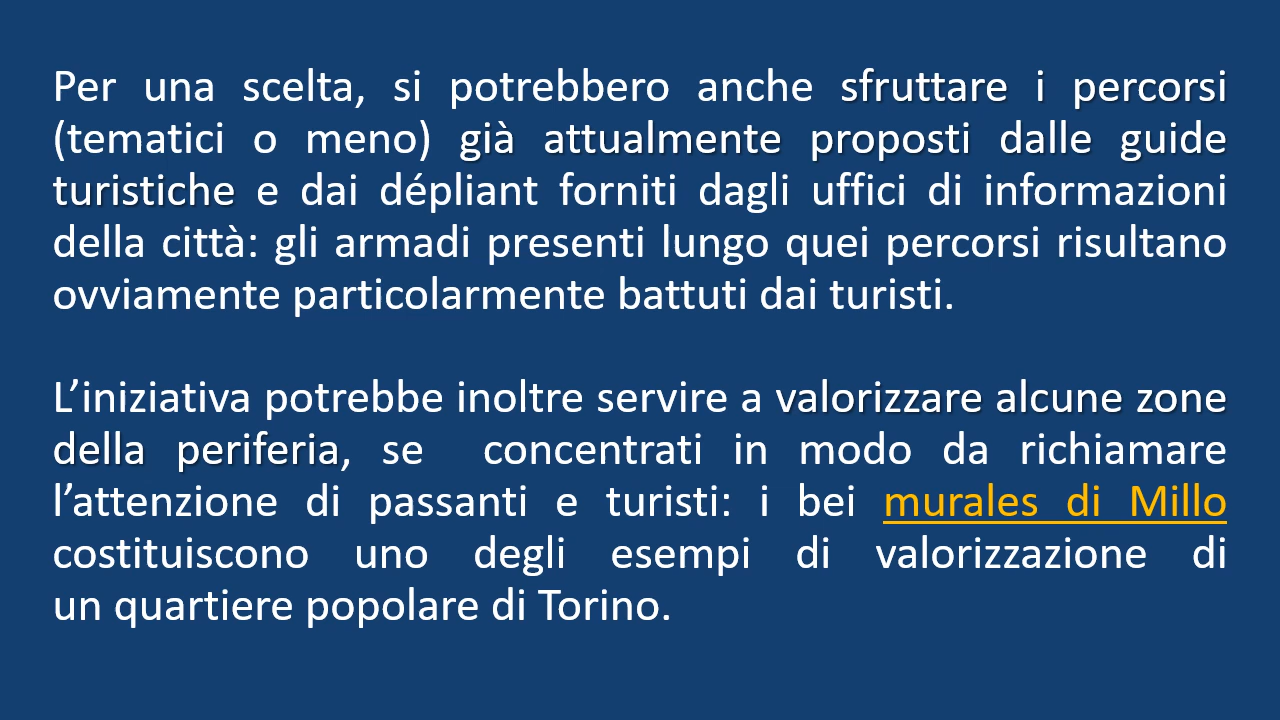 Per una scelta, si potrebbero anche sfruttare i percorsi
(tematici o meno) già attualmente proposti dalle guide
turistiche e dai dépliant forniti dagli uffici di informazioni
della città: gli armadi presenti lungo quei percorsi risultano
ovviamente particolarmente battuti dai turisti.
L’iniziativa potrebbe inoltre servire a valorizzare alcune zone
della periferia, se concentrati in modo da richiamare
l’attenzione di passanti e turisti: i bei murales di Millo
costituiscono uno degli esempi di valorizzazione di
un quartiere popolare di Torino.